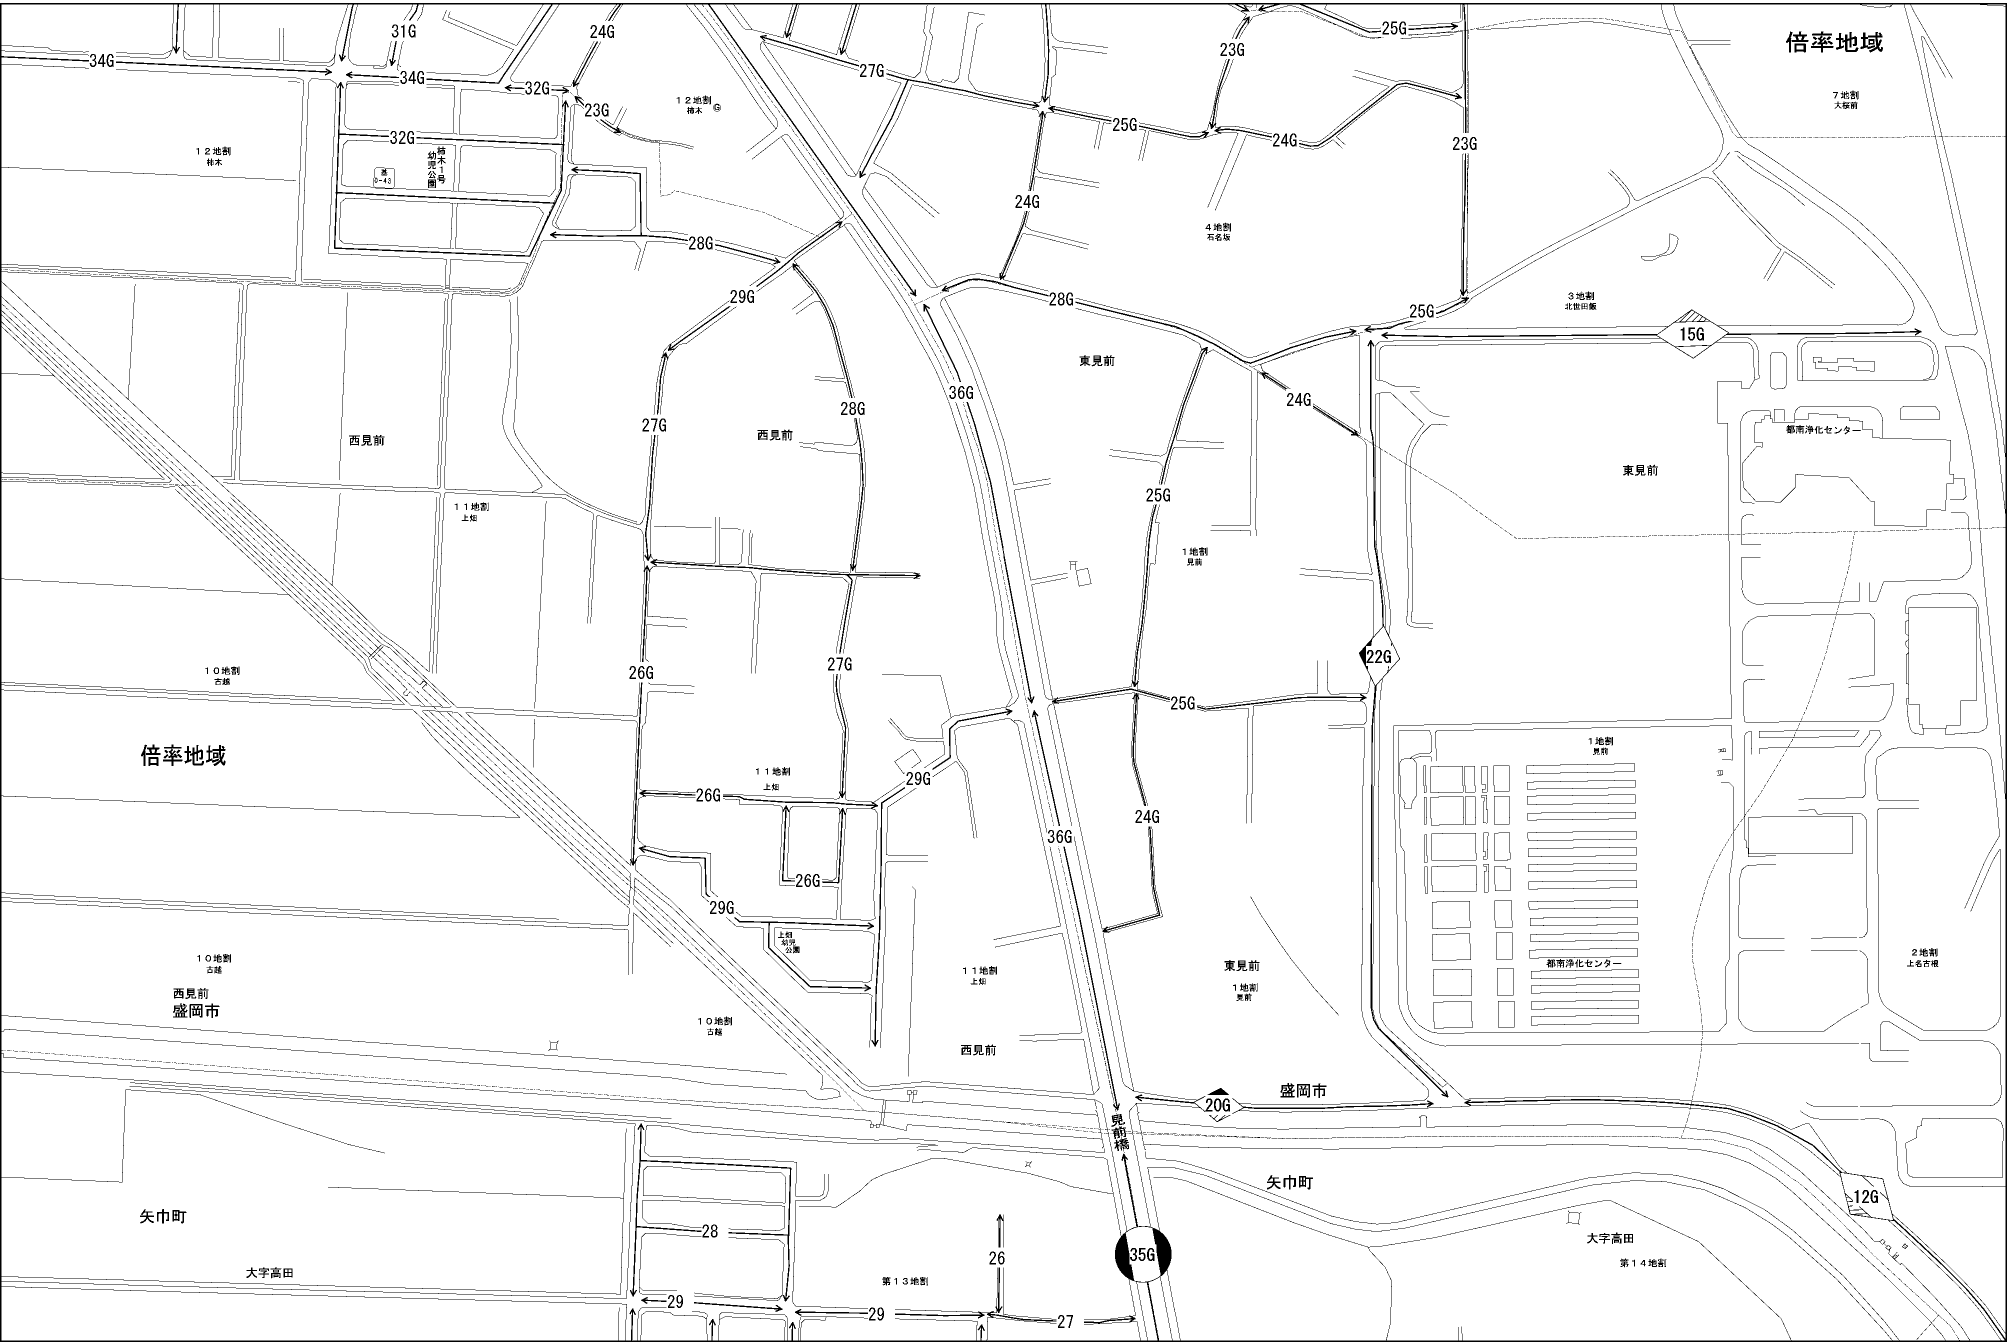 31G
24G
25G
倍率地域
23G
34G
34G
27G
32G
23G
7地割
大桜前
12地割
柿木
G
25G
24G
23G
32G
12地割
柿木
柿木1号
幼児公園
24G
4地割
石名坂
28G
29G
28G
25G
3地割
北世田飯
15G
東見前
36G
24G
28G
27G
西見前
西見前
都南浄化センター
東見前
25G
11地割
上畑
1地割
見前
22G
27G
26G
10地割
古越
25G
1地割
見前
倍率地域
11地割
上畑
29G
26G
24G
36G
26G
29G
上畑
幼児
公園
10地割
古越
西見前
盛岡市
11地割
上畑
東見前
1地割
見前
都南浄化センター
2地割
上名古根
10地割
古越
西見前
盛岡市
20G
見前橋
矢巾町
12G
矢巾町
28
大字高田
26
35G
大字高田
第14地割
大字高田
第13地割
29
29
27